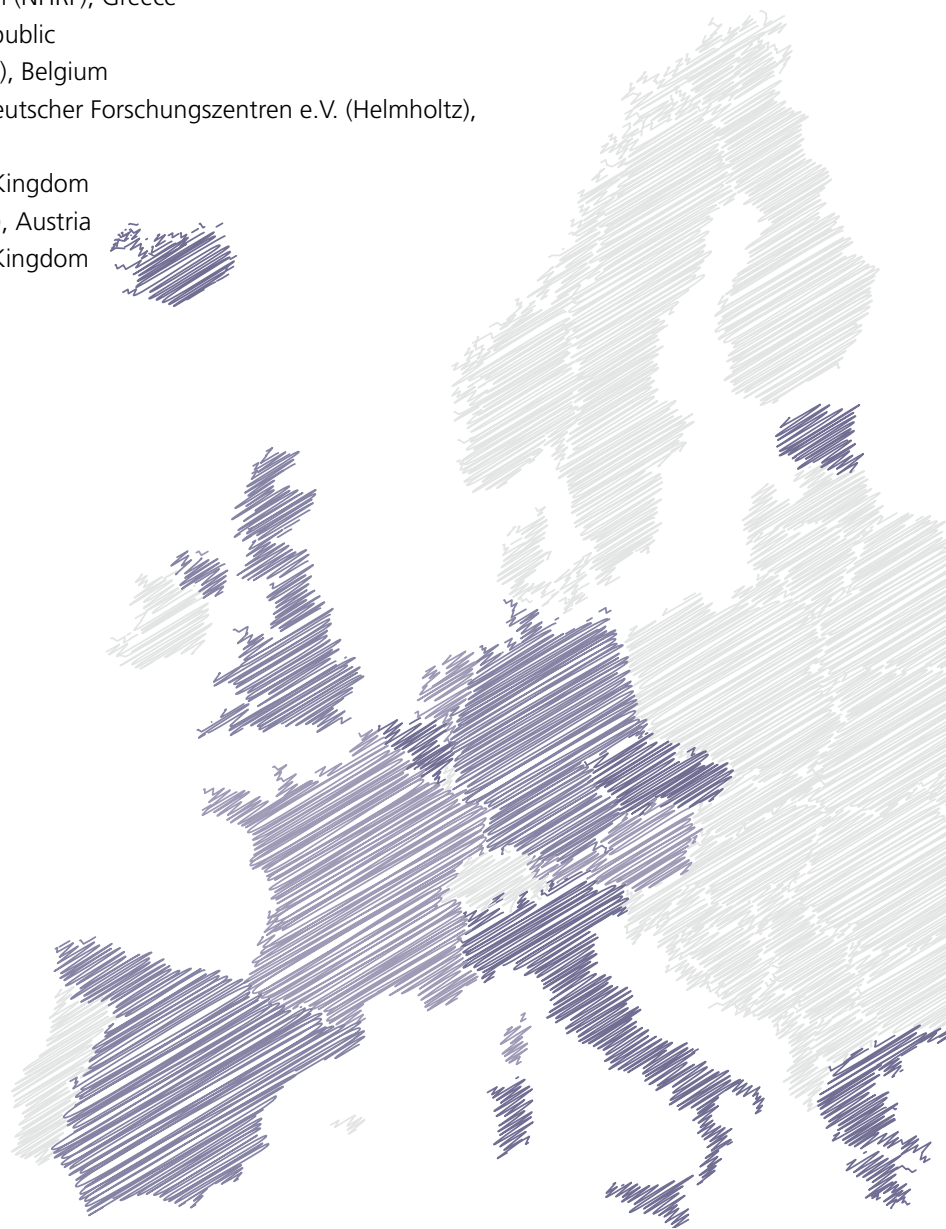 (NHRF), Greece
public
), Belgium
eutscher Forschungszentren e.V. (Helmholtz),
Kingdom
, Austria
Kingdom